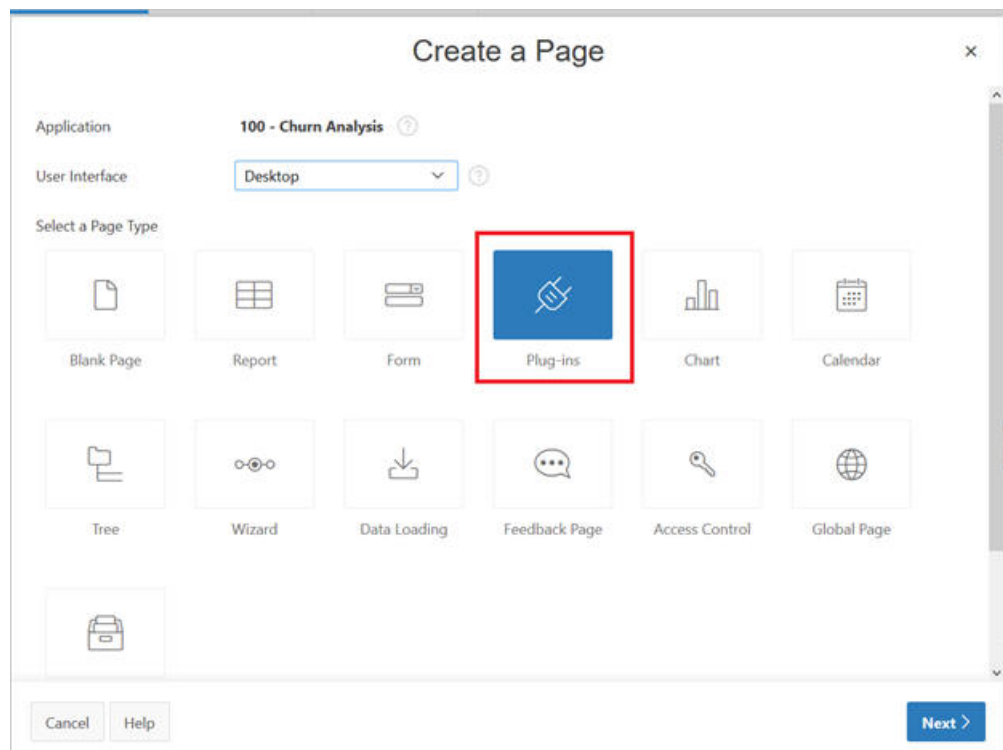 Create a Page
Application 100 - Churn Analysis
User Interface Desktop
Select a Page Type
Blank Page Report Form Plug-ins Chart Calendar
Tree Wizard Data Loading Feedback Page Access Control Global Page
Cancel Help Next